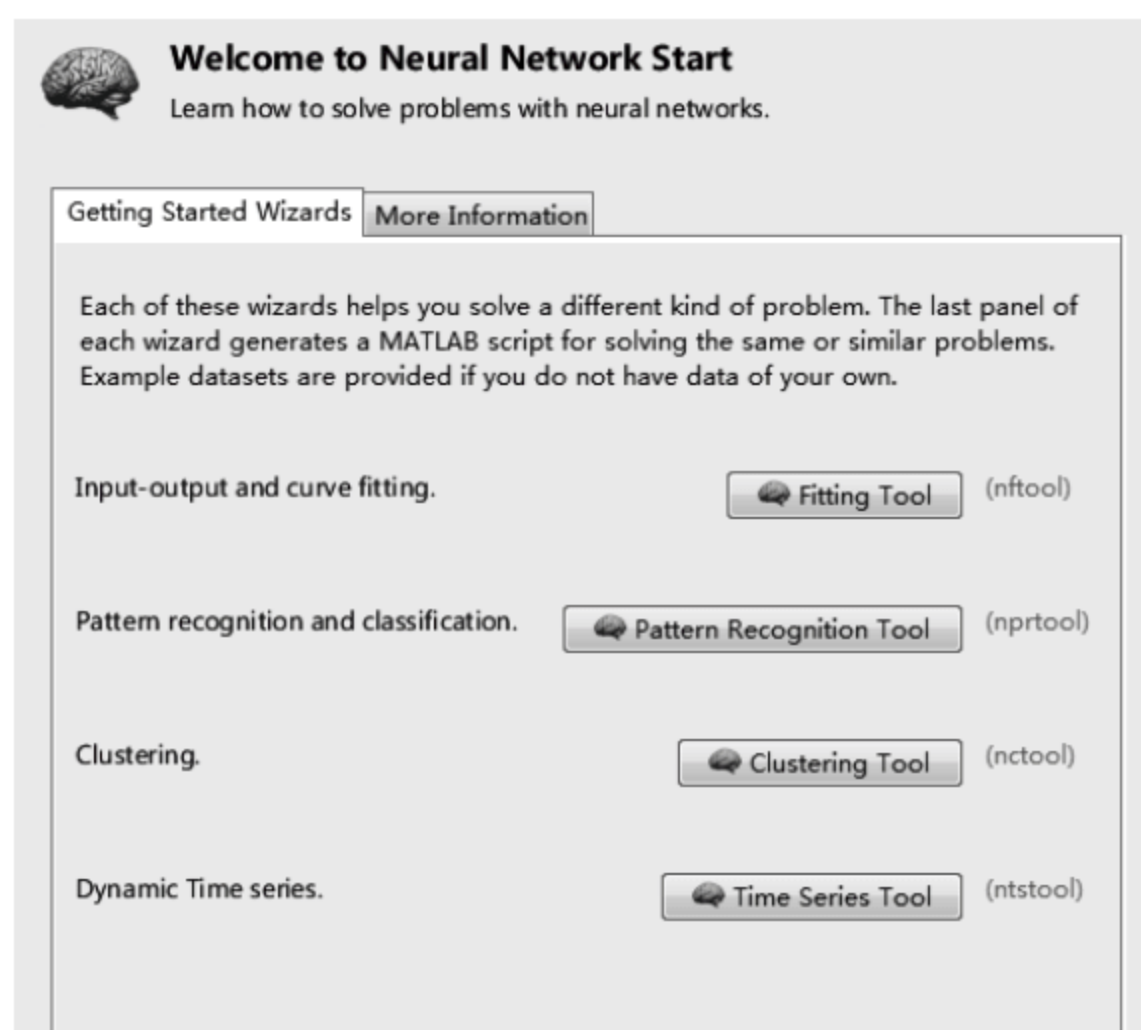 Welcome to Neural Network Start
Learn how to solve problems with neural networks.
Getting Started Wizards
More Information
Each of these wizards helps you solve a different kind of problem. The last panel of
each wizard generates a MATLAB script for solving the same or similar problems.
Example datasets are provided if you do not have data of your own.
Input-output and curve fitting.
Fitting Tool
(nftool)
Pattern recognition and classification.
Pattern Recognition Tool
(nprtool)
Clustering.
Clustering Tool
(nctool)
Dynamic Time series.
Time Series Tool
(ntstool)